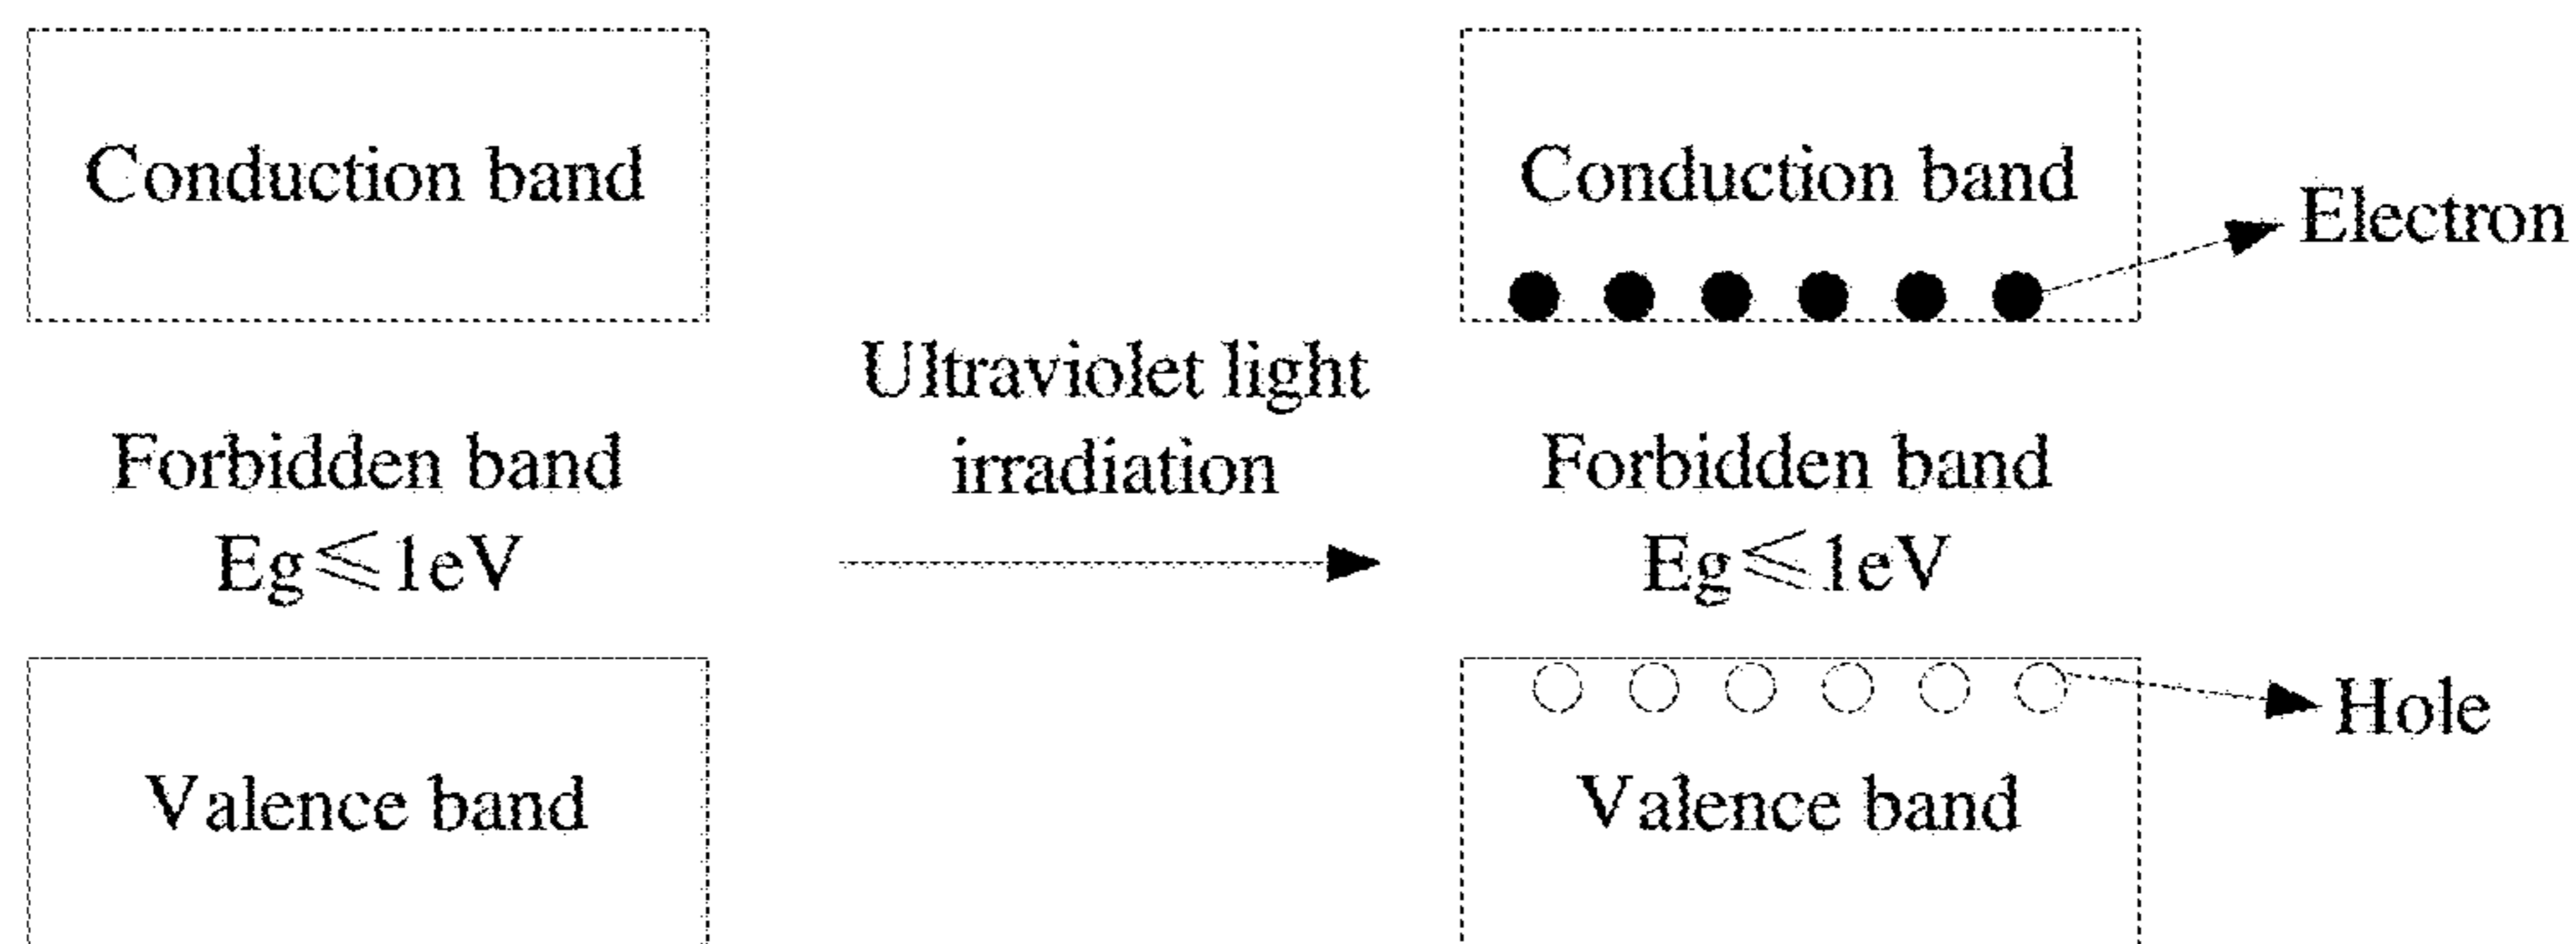 Conduction band
Forbidden band
Eg≤1eV
Valence band
Ultraviolet light
irradiation
Conduction band
Electron
Forbidden band
Eg≤1eV
Hole
Valence band